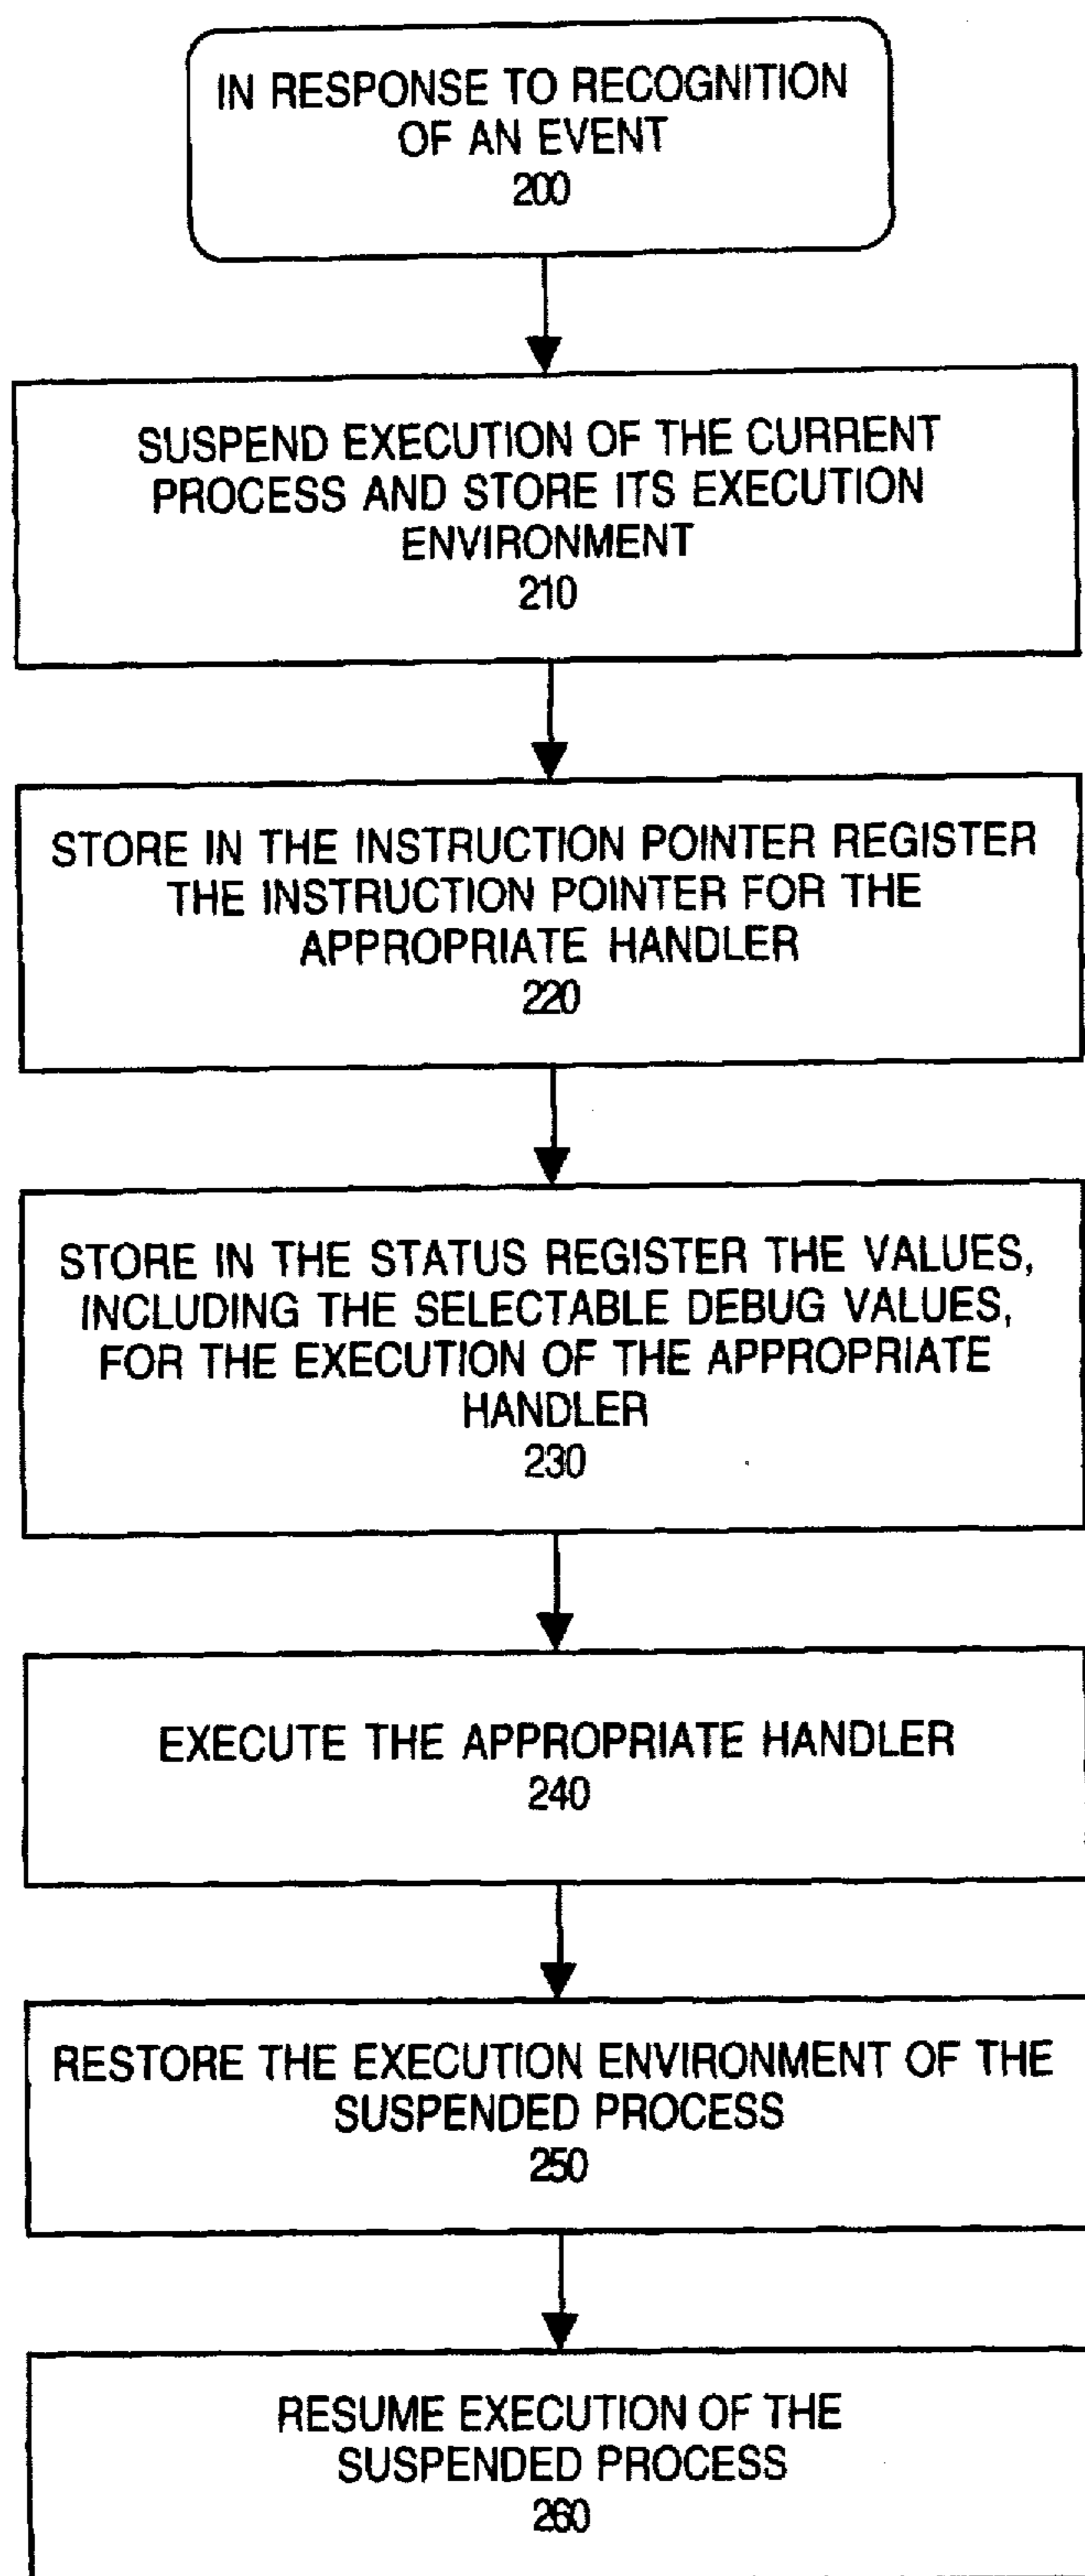 IN RESPONSE TO RECOGNITION
OF AN EVENT
200
SUSPEND EXECUTION OF THE CURRENT
PROCESS AND STORE ITS EXECUTION
ENVIRONMENT
210
STORE IN THE INSTRUCTION POINTER REGISTER
THE INSTRUCTION POINTER FOR THE
APPROPRIATE HANDLER
220
STORE IN THE STATUS REGISTER THE VALUES,
INCLUDING THE SELECTABLE DEBUG VALUES,
FOR THE EXECUTION OF THE APPROPRIATE
HANDLER
230
EXECUTE THE APPROPRIATE HANDLER
240
RESTORE THE EXECUTION ENVIRONMENT OF THE
SUSPENDED PROCESS
250
RESUME EXECUTION OF THE
SUSPENDED PROCESS
260